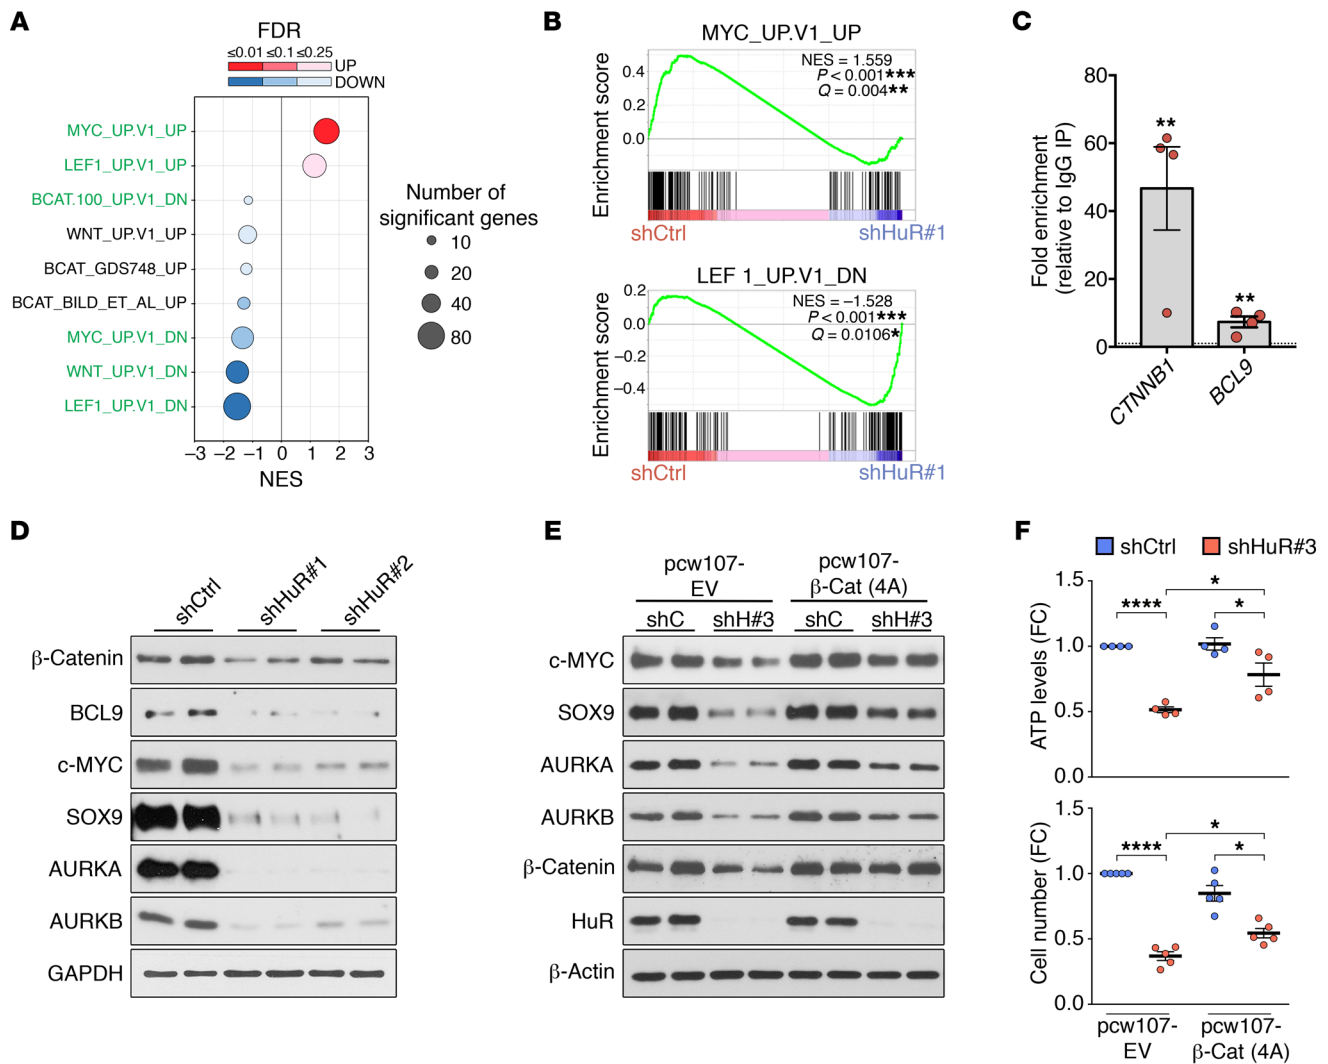 A
FDR
≤0.01 ≤0.1 ≤0.25
UP
DOWN
MYC_UP.V1_UP
LEF1_UP.V1_UP
BCAT.100_UP.V1_DN
WNT_UP.V1_UP
BCAT_GDS748_UP
BCAT_BILD_ET_AL_UP
MYC_UP.V1_DN
WNT_UP.V1_DN
LEF1_UP.V1_DN
−3 −2 −1 0 1 2 3
NES
Number of
significant genes
10
20
40
80
B
MYC_UP.V1_UP
NES = 1.559
P < 0.001***
Q = 0.004**
Enrichment score
0.4
0.2
0.0
shCtrl
shHuR#1
LEF 1_UP.V1_DN
NES = −1.528
P < 0.001***
Q = 0.0106*
Enrichment score
0.2
0.0
−0.2
−0.4
shCtrl
shHuR#1
C
Fold enrichment
(relative to IgG IP)
80
60
40
20
0
**
**
CTNNB1
BCL9
D
shCtrl
shHuR#1
shHuR#2
β-Catenin
BCL9
c-MYC
SOX9
AURKA
AURKB
GAPDH
E
pcw107-
EV
pcw107-
β-Cat (4A)
shC shH#3 shC shH#3
c-MYC
SOX9
AURKA
AURKB
β-Catenin
HuR
β-Actin
F
shCtrl
shHuR#3
ATP levels (FC)
1.5
1.0
0.5
0.0
*
****
*
Cell number (FC)
1.5
1.0
0.5
0.0
*
****
*
pcw107-
EV
pcw107-
β-Cat (4A)